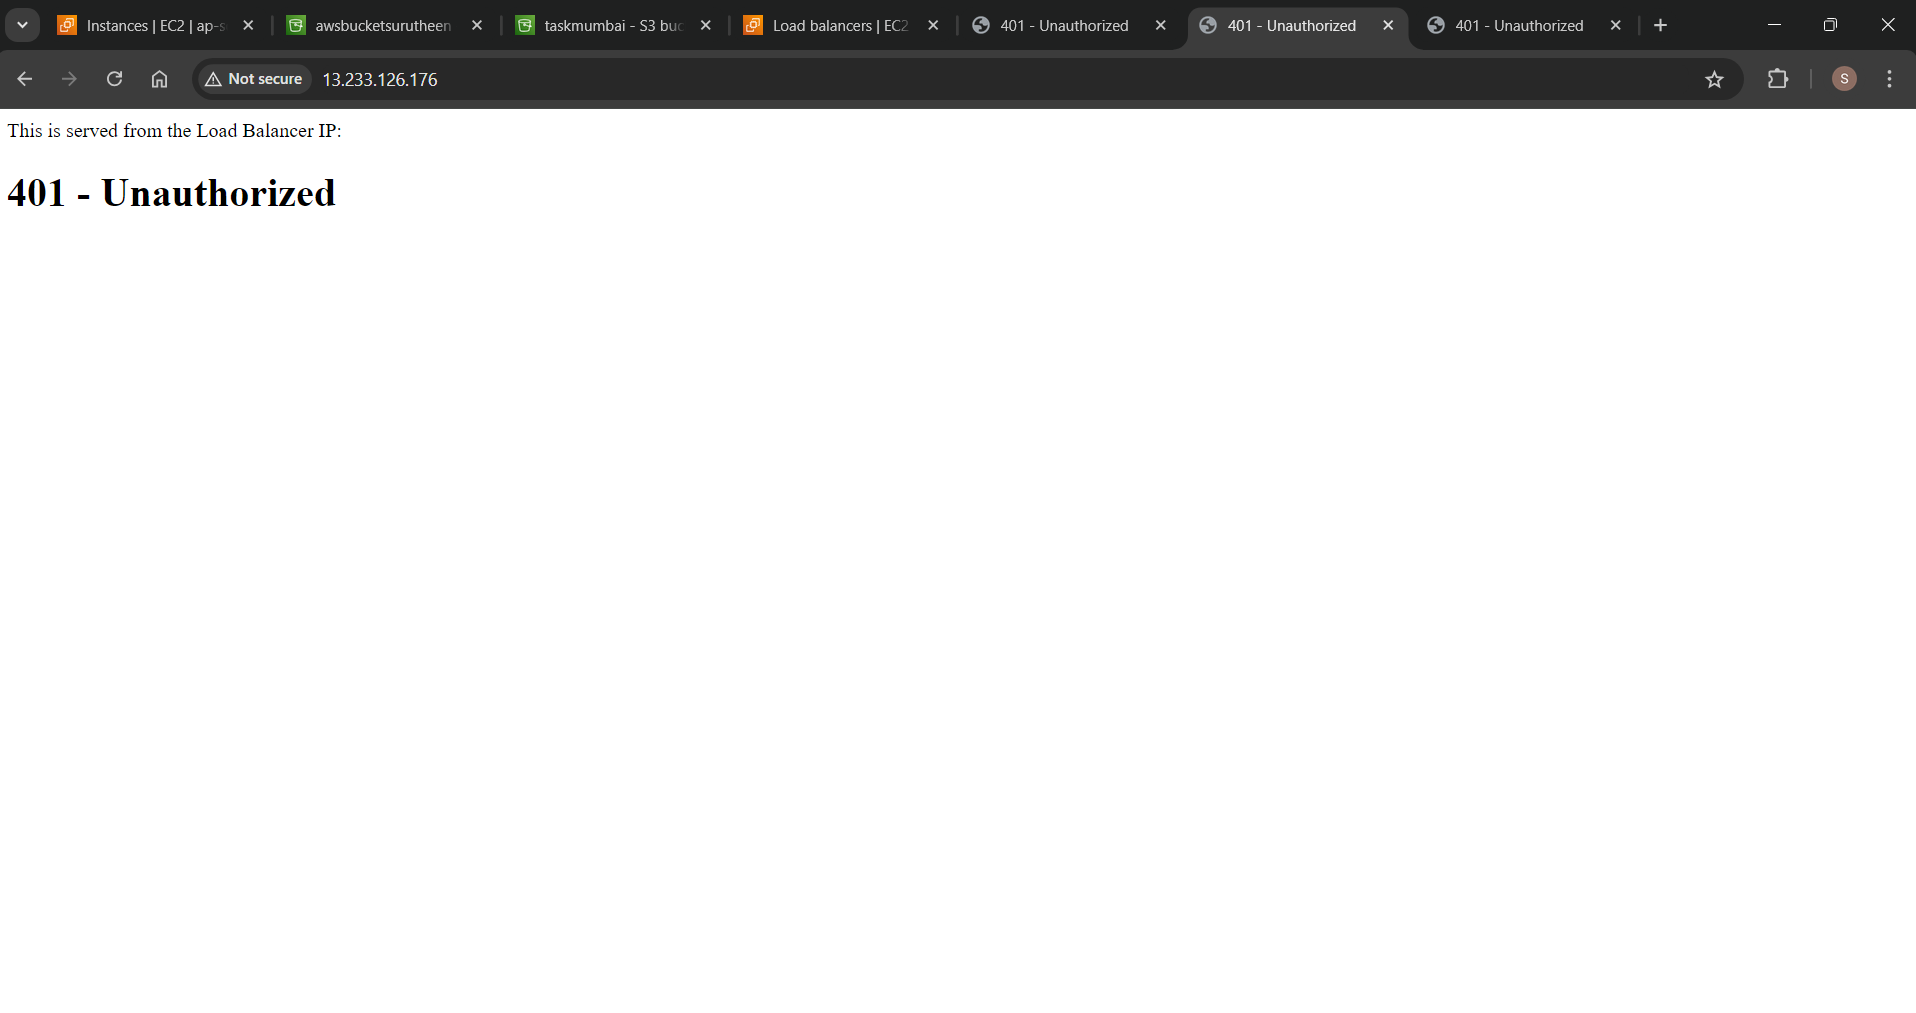 Instances | EC2 | ap-s
awsbucketsurutheen
taskmumbai - S3 buc
Load balancers | EC2
401 - Unauthorized
401 - Unauthorized
401 - Unauthorized
Not secure 13.233.126.176
S
This is served from the Load Balancer IP:
401 - Unauthorized